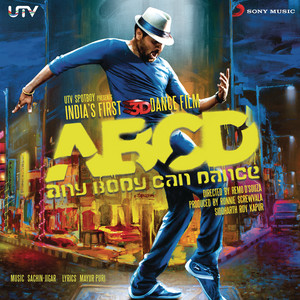 UTV
SONY MUSIC
UTV SPOTBOY PRESENTS
INDIA'S FIRST 3D DANCE FILM
ABCD
ANY BODY CAN DANCE
DIRECTED BY REMO D'SOUZA
PRODUCED BY RONNIE SCREWVALA
SIDDHARTH ROY KAPUR
MUSIC SACHIN-JIGAR LYRICS MAYUR PURI